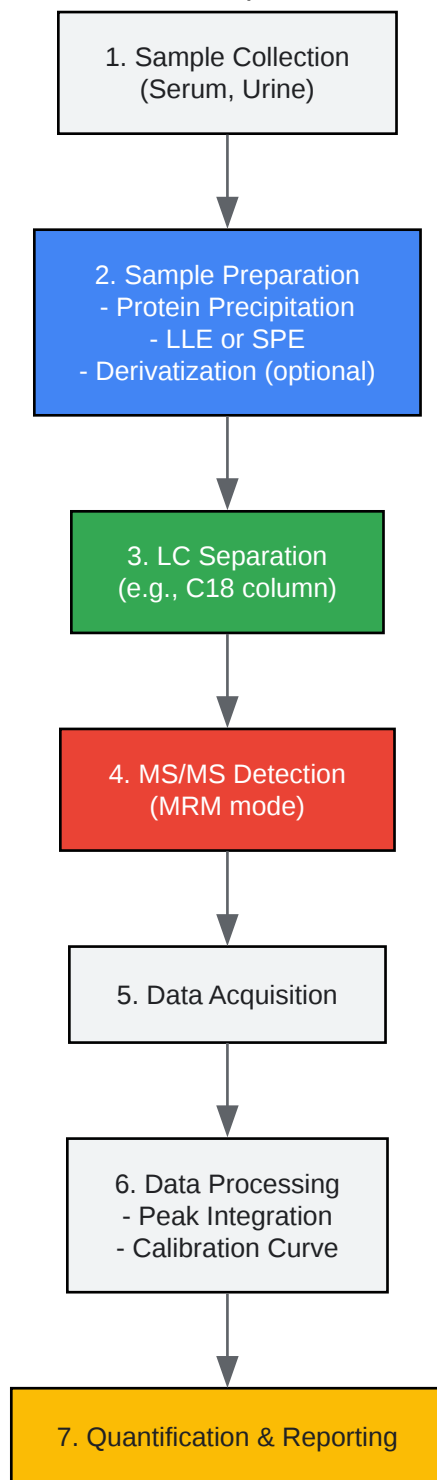 1. Sample Collection
(Serum, Urine)
2. Sample Preparation
- Protein Precipitation
- LLE or SPE
- Derivatization (optional)
3. LC Separation
(e.g., C18 column)
4. MS/MS Detection
(MRM mode)
5. Data Acquisition
6. Data Processing
- Peak Integration
- Calibration Curve
7. Quantification & Reporting